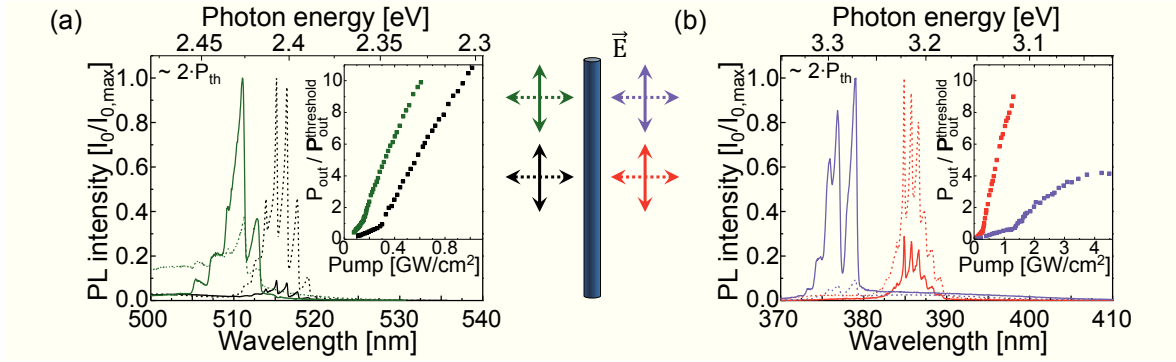 (a)
Photon energy [eV]
2.45 2.4 2.35 2.3
~ 2·P_th
PL intensity [I_0/I_0,max]
1.0
0.8
0.6
0.4
0.2
0.0
P_out / P_out^threshold
10
8
6
4
2
0
0 0.4 0.8
Pump [GW/cm²]
500 510 520 530 540
Wavelength [nm]
E
(b)
Photon energy [eV]
3.3 3.2 3.1
~ 2·P_th
PL intensity [I_0/I_0,max]
1.0
0.8
0.6
0.4
0.2
0.0
P_out / P_out^threshold
10
8
6
4
2
0
0 1 2 3 4
Pump [GW/cm²]
370 380 390 400 410
Wavelength [nm]